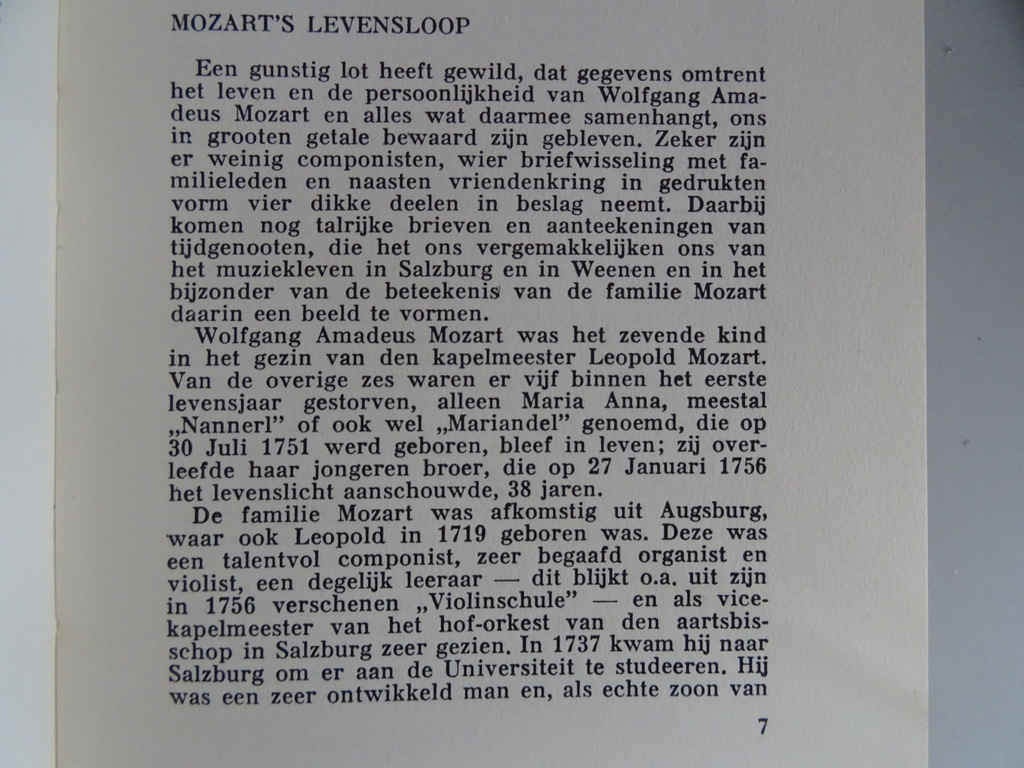 MOZART'S LEVENSLOOP
Een gunstig lot heeft gewild, dat gegevens omtrent
het leven en de persoonlijkheid van Wolfgang Ama-
deus Mozart en alles wat daarmee samenhangt, ons
in grooten getale bewaard zijn gebleven. Zeker zijn
er weinig componisten, wier briefwisseling met fa-
milieleden en naasten vriendenkring in gedrukten
vorm vier dikke deelen in beslag neemt. Daarbij
komen nog talrijke brieven en aanteekeningen van
tijdgenooten, die het ons vergemakkelijken ons van
het muziekleven in Salzburg en in Weenen en in het
bijzonder van de beteekenis van de familie Mozart
daarin een beeld te vormen.
Wolfgang Amadeus Mozart was het zevende kind
in het gezin van den kapelmeester Leopold Mozart.
Van de overige zes waren er vijf binnen het eerste
levensjaar gestorven, alleen Maria Anna, meestal
„Nannerl” of ook wel „Mariandel” genoemd, die op
30 Juli 1751 werd geboren, bleef in leven; zij over-
leefde haar jongeren broer, die op 27 Januari 1756
het levenslicht aanschouwde, 38 jaren.
De familie Mozart was afkomstig uit Augsburg,
waar ook Leopold in 1719 geboren was. Deze was
een talentvol componist, zeer begaafd organist en
violist, een degelijk leeraar — dit blijkt o.a. uit zijn
in 1756 verschenen „Violinschule” — en als vice-
kapelmeester van het hof-orkest van den aartsbis-
schop in Salzburg zeer gezien. In 1737 kwam hij naar
Salzburg om er aan de Universiteit te studeeren. Hij
was een zeer ontwikkeld man en, als echte zoon van
7